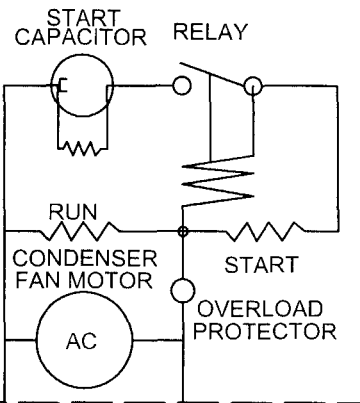 START
CAPACITOR
RELAY
RUN
START
CONDENSER
FAN MOTOR
OVERLOAD
PROTECTOR
AC